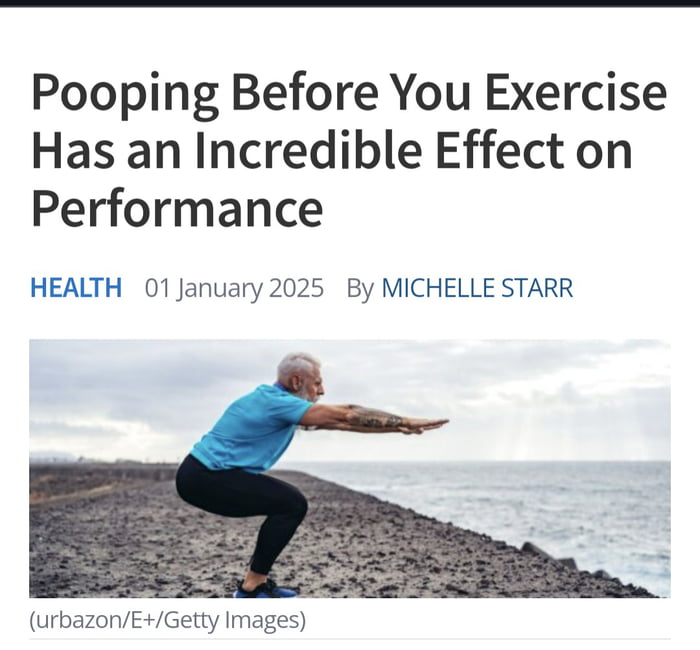 Pooping Before You Exercise
Has an Incredible Effect on
Performance
HEALTH 01 January 2025 By MICHELLE STARR
(urbazon/E+/Getty Images)